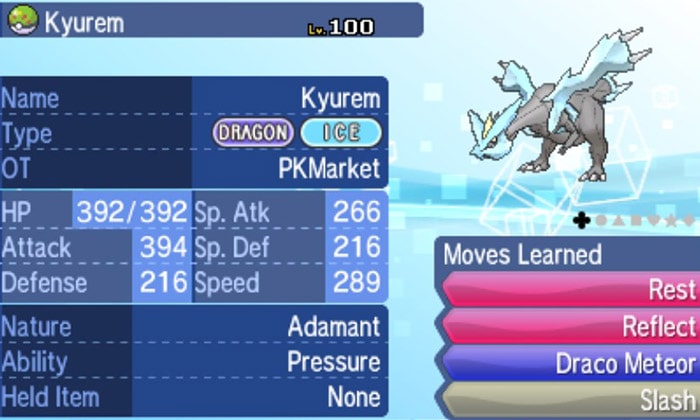 Kyurem Lv.100
Name Kyurem
Type DRAGON ICE
OT PKMarket
HP 392/392 Sp. Atk 266
Attack 394 Sp. Def 216
Defense 216 Speed 289
Nature Adamant
Ability Pressure
Held Item None
Moves Learned
Rest
Reflect
Draco Meteor
Slash